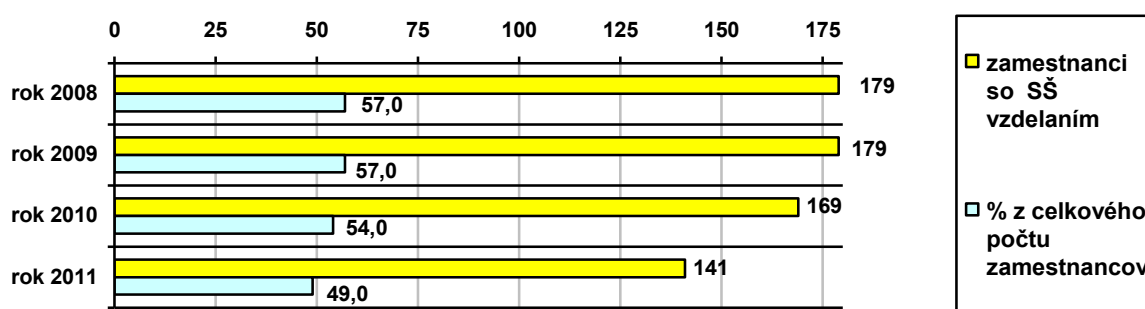 0 25 50 75 100 125 150 175
rok 2008 179
57,0
rok 2009 179
57,0
rok 2010 169
54,0
rok 2011 141
49,0
zamestnanci
so SŠ
vzdelaním
% z celkového
počtu
zamestnancov